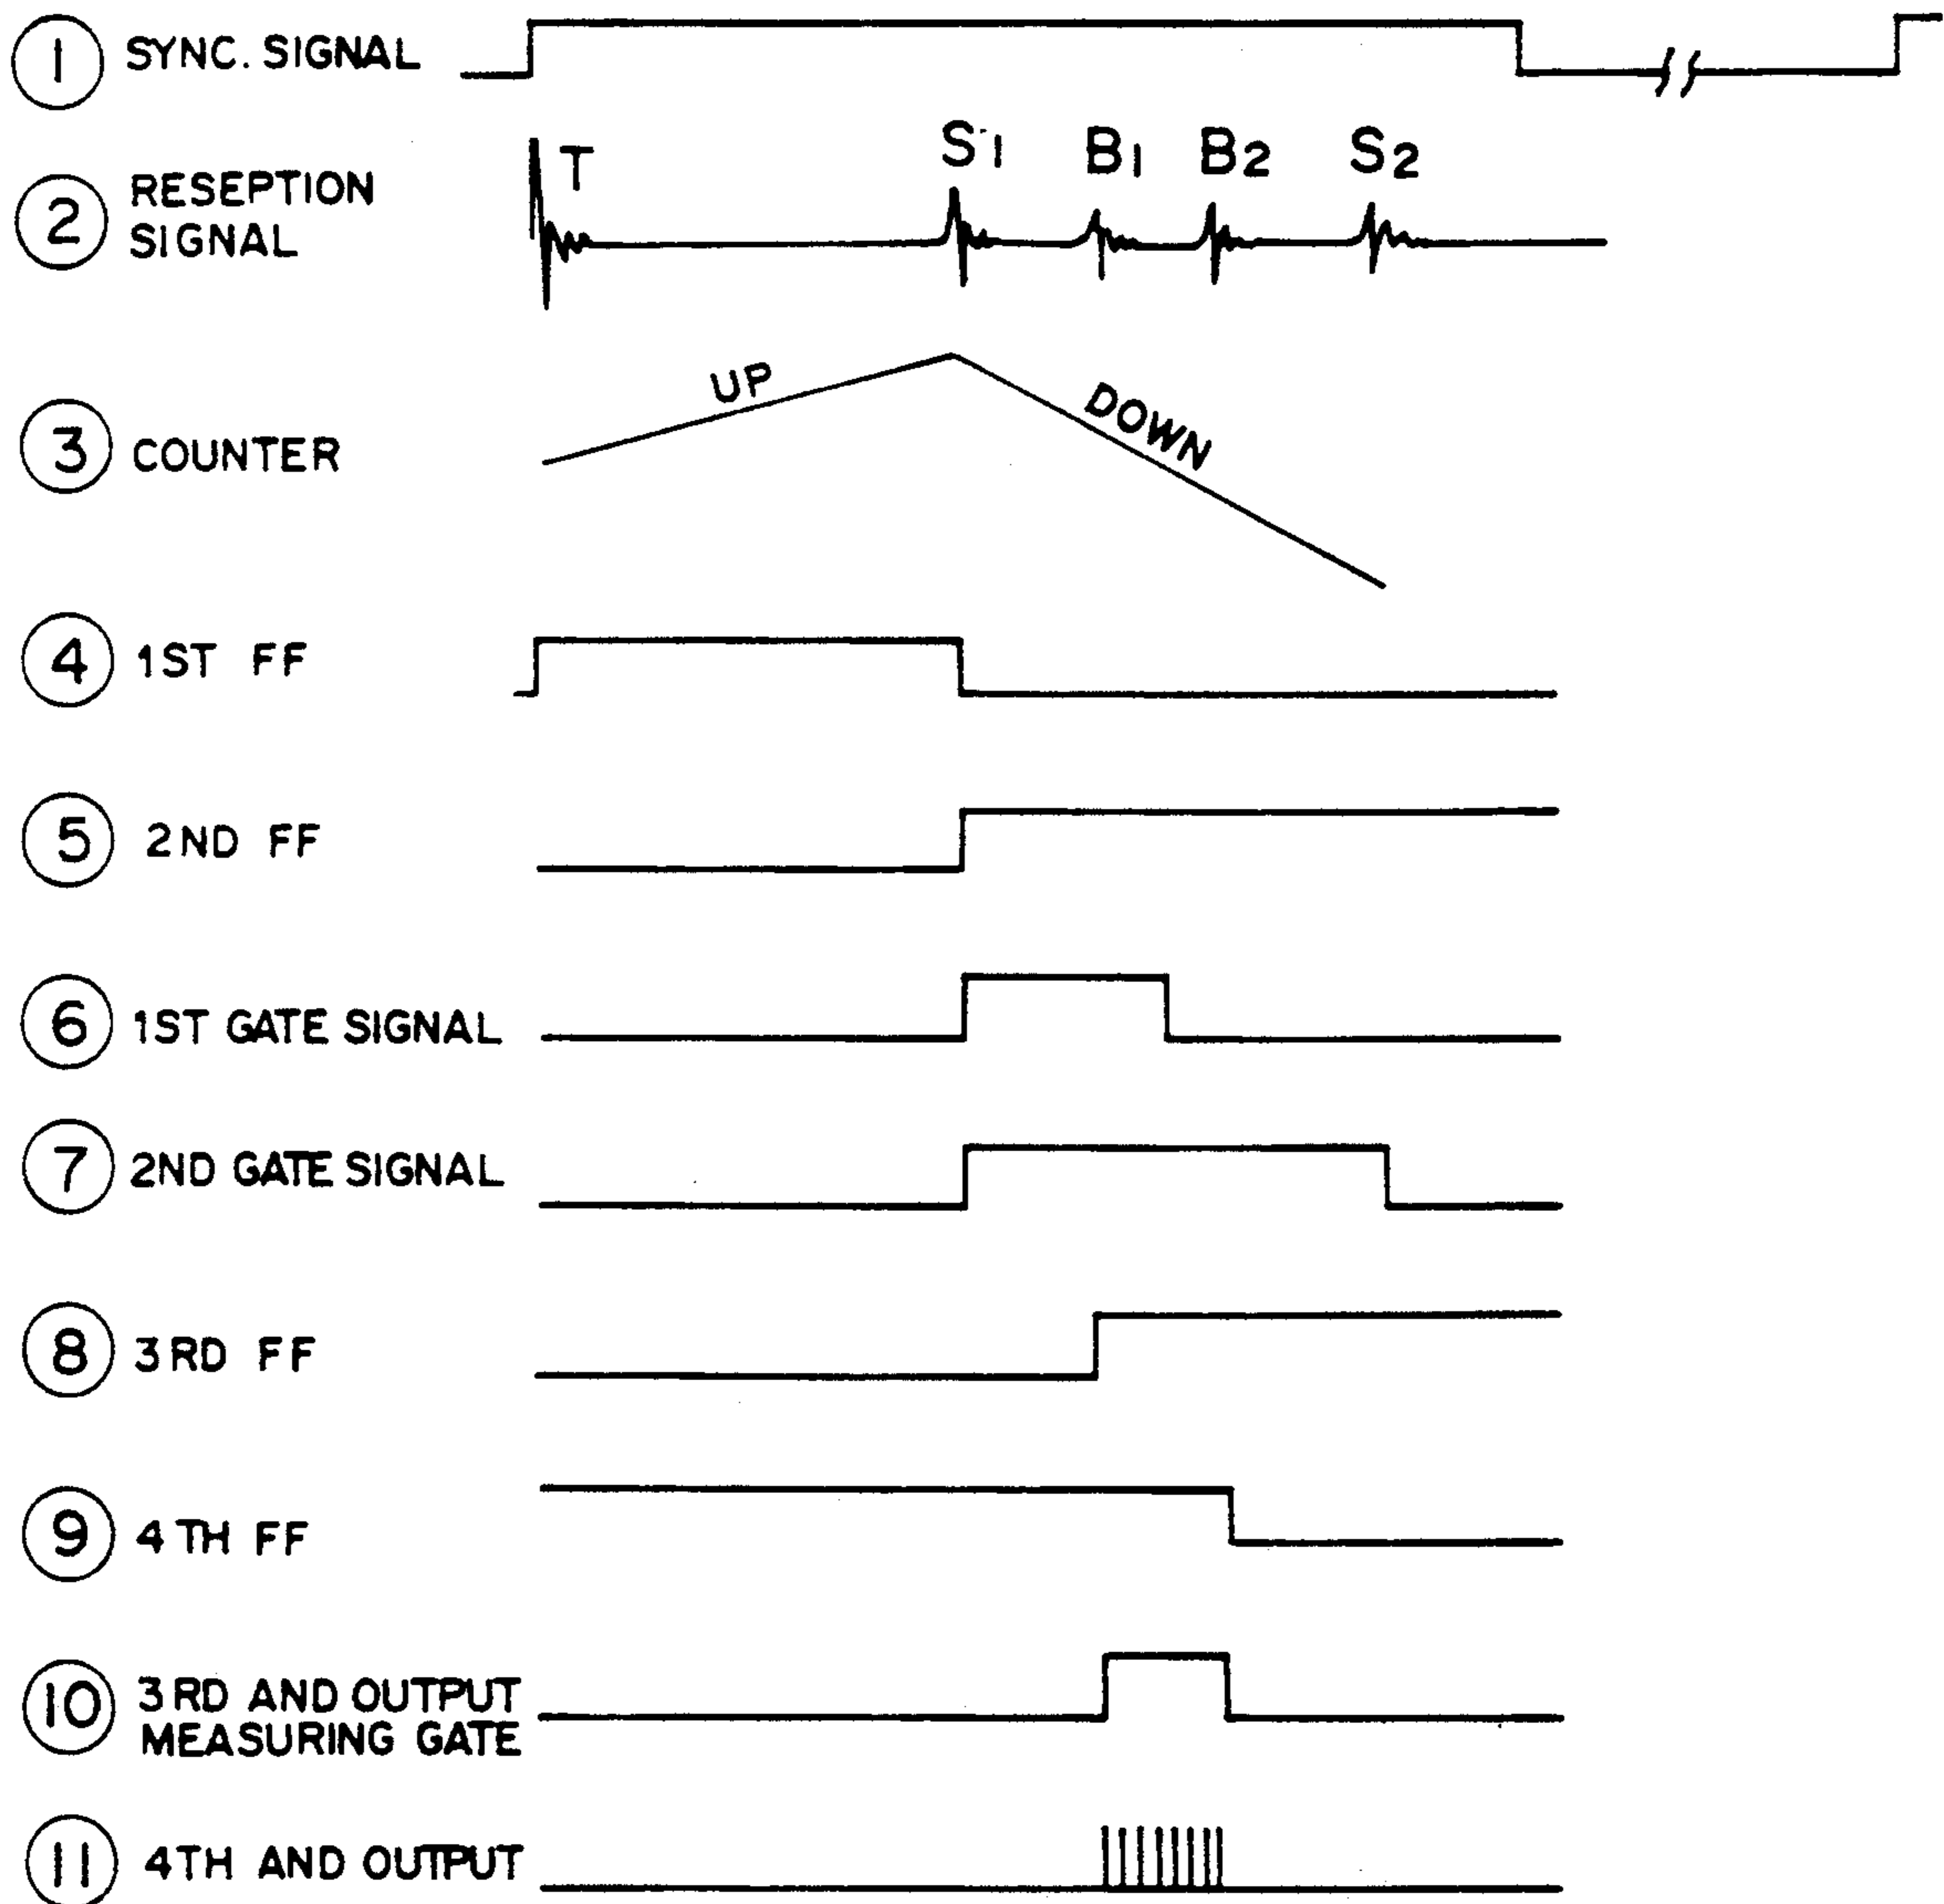 1 SYNC. SIGNAL
T S1 B1 B2 S2
2 RESEPTION
SIGNAL
UP
DOWN
3 COUNTER
4 1ST FF
5 2ND FF
6 1ST GATE SIGNAL
7 2ND GATE SIGNAL
8 3RD FF
9 4TH FF
10 3RD AND OUTPUT
MEASURING GATE
11 4TH AND OUTPUT